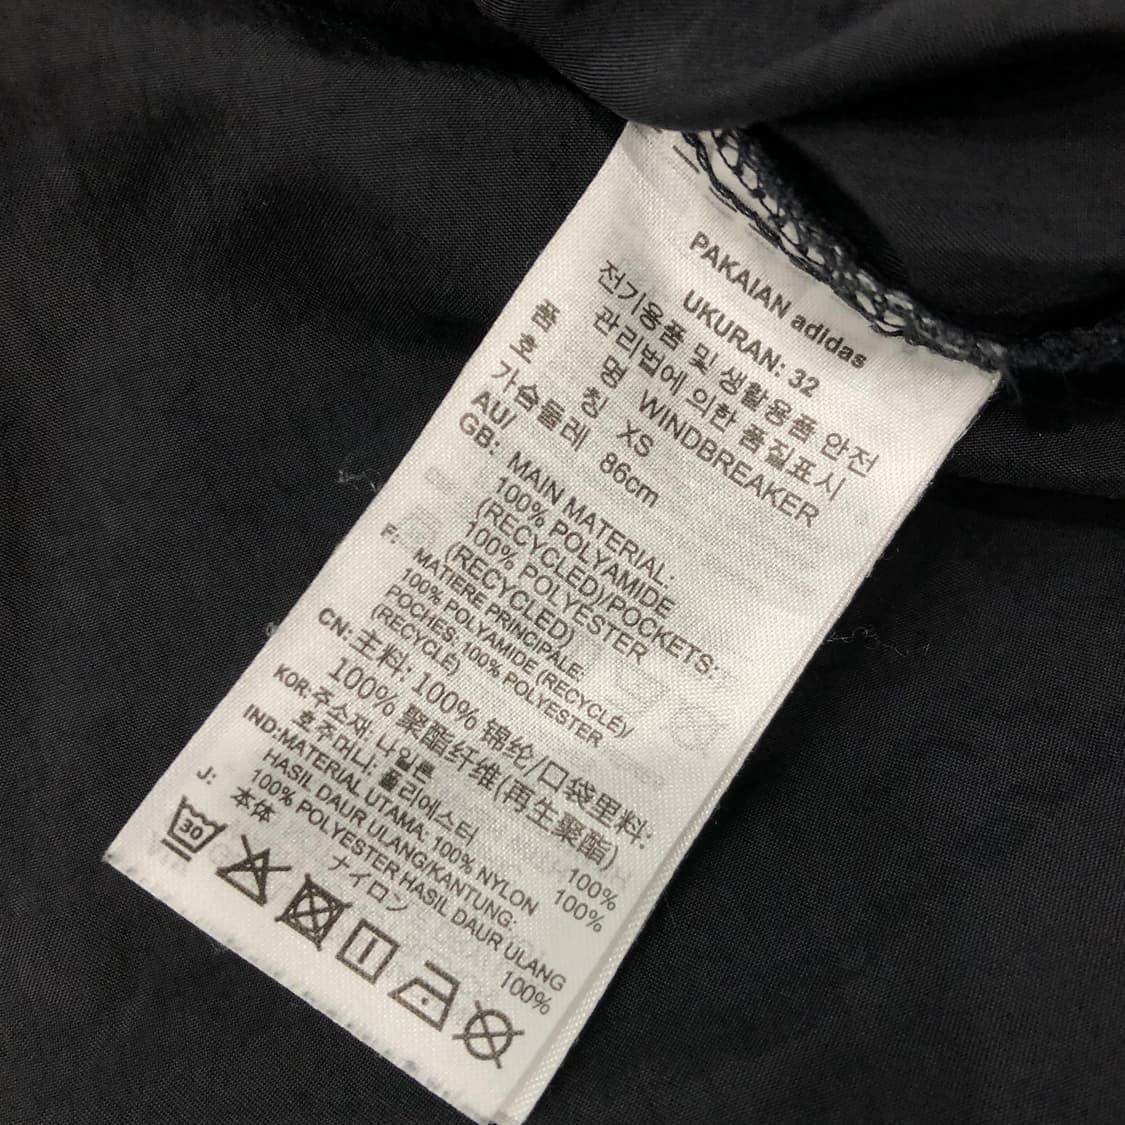 PAKAIAN adidas
UKURAN: 32
전기용품 및 생활용품 안전
관리법에 의한 품질표시
품 명 WINDBREAKER
호 칭 XS
가슴둘레 86cm
AU/
GB: MAIN MATERIAL:
100% POLYAMIDE
(RECYCLED)/POCKETS:
100% POLYESTER
(RECYCLED)
F: MATIERE PRINCIPALE:
100% POLYAMIDE (RECYCLE)/
POCHES: 100% POLYESTER
(RECYCLE)
CN: 主料: 100% 锦纶/口袋里料:
100% 聚酯纤维(再生聚酯)
KOR: 주소재 나일론 100%
호주머니: 폴리에스터 100%
IND: MATERIAL UTAMA: 100% NYLON
HASIL DAUR ULANG/KANTUNG:
100% POLYESTER HASIL DAUR ULANG
J: 本体 ナイロン 100%
30